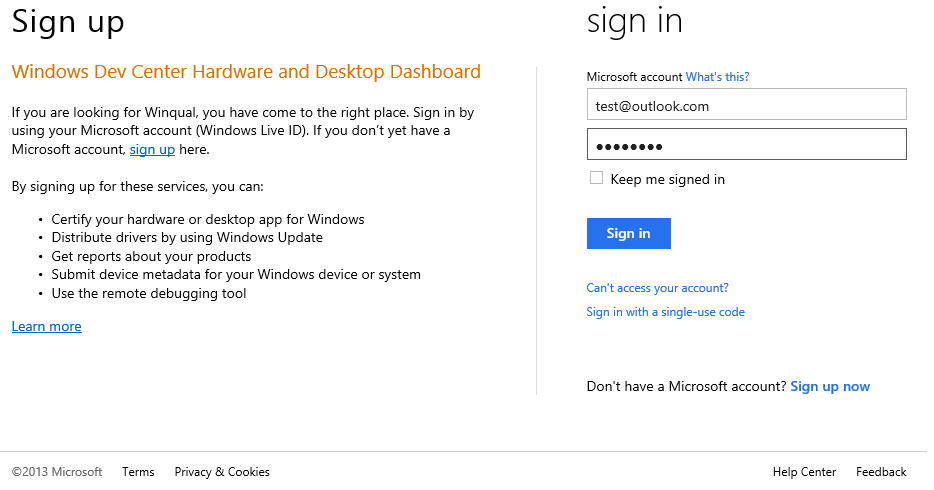 Sign up
Windows Dev Center Hardware and Desktop Dashboard
If you are looking for Winqual, you have come to the right place. Sign in by
using your Microsoft account (Windows Live ID). If you don't yet have a
Microsoft account, sign up here.
By signing up for these services, you can:
• Certify your hardware or desktop app for Windows
• Distribute drivers by using Windows Update
• Get reports about your products
• Submit device metadata for your Windows device or system
• Use the remote debugging tool
Learn more
sign in
Microsoft account What's this?
test@outlook.com
●●●●●●●●
Keep me signed in
Sign in
Can't access your account?
Sign in with a single-use code
Don't have a Microsoft account? Sign up now
©2013 Microsoft Terms Privacy & Cookies Help Center Feedback